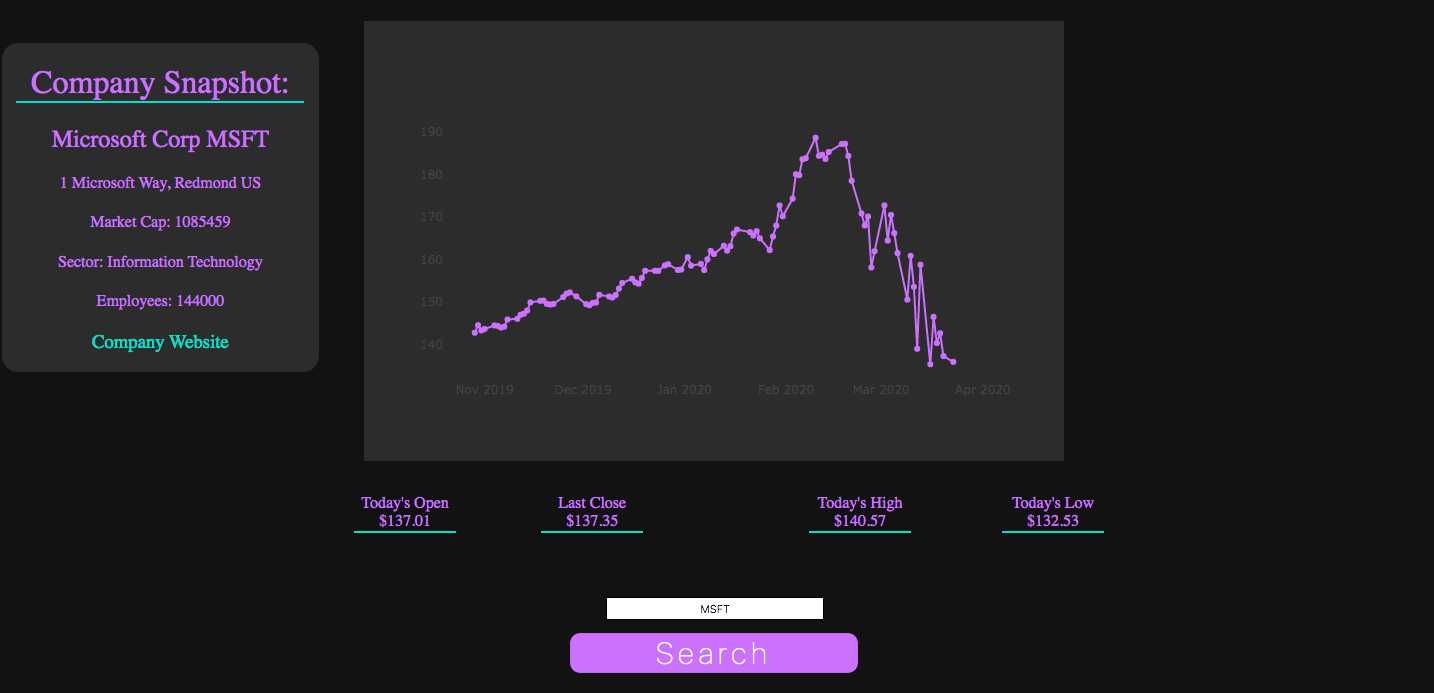 Company Snapshot:
Microsoft Corp MSFT
1 Microsoft Way, Redmond US
Market Cap: 1085459
Sector: Information Technology
Employees: 144000
Company Website
190
180
170
160
150
140
Nov 2019 Dec 2019 Jan 2020 Feb 2020 Mar 2020 Apr 2020
Today's Open Last Close Today's High Today's Low
$137.01 $137.35 $140.57 $132.53
MSFT
Search